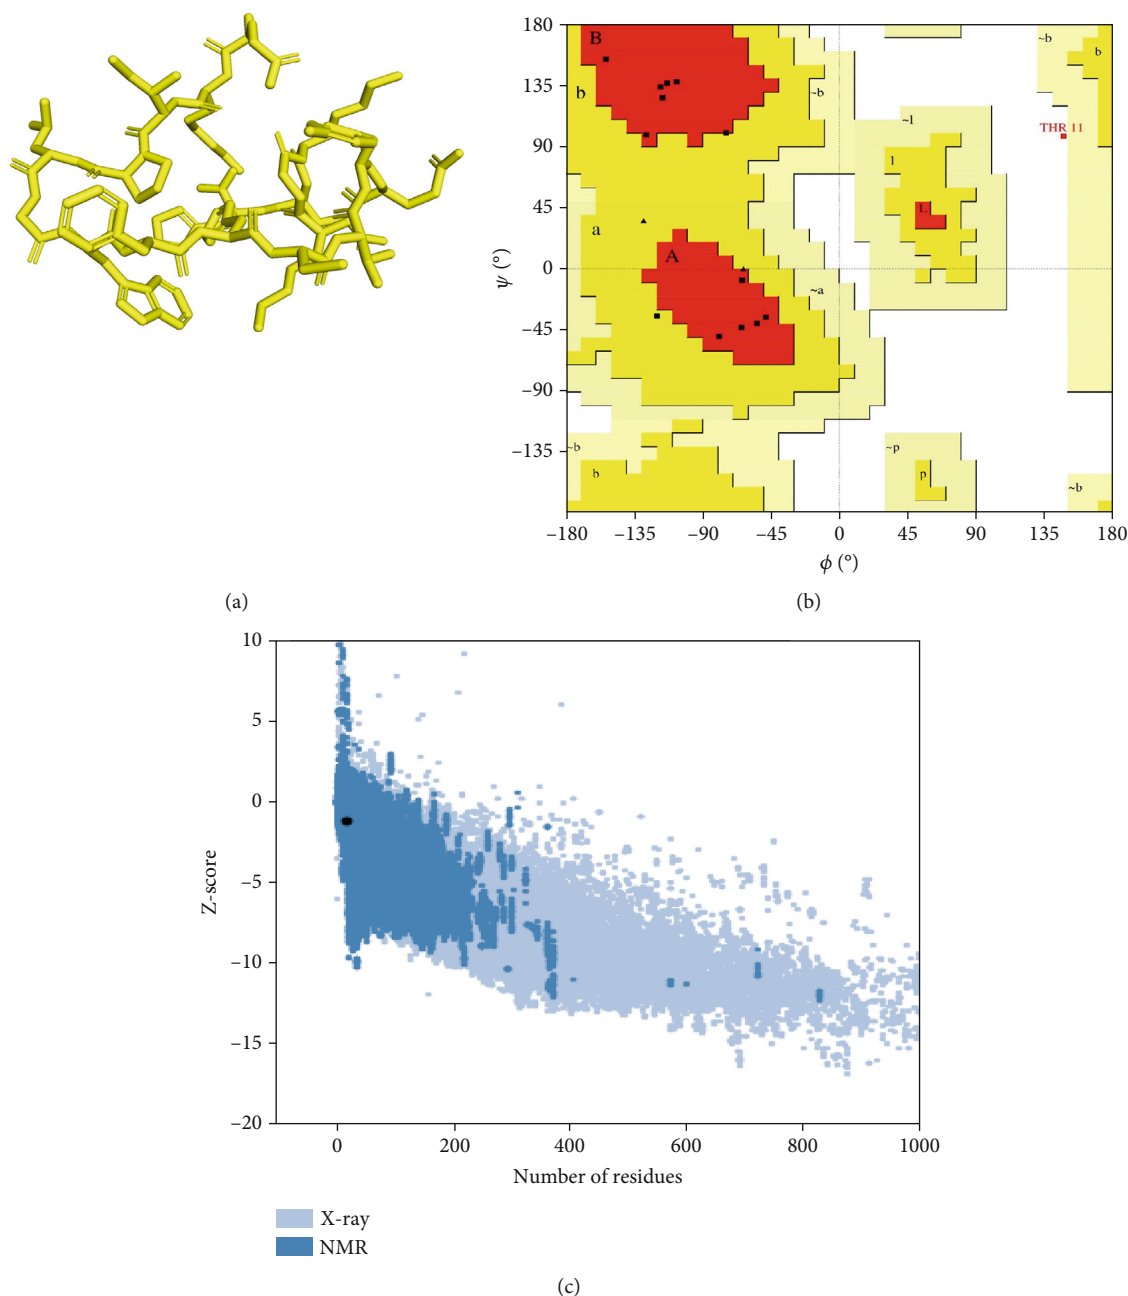 (a)
180
135
90
45
0
−45
−90
−135
ψ (°)
B
b
a
A
~b
~a
~b
b
~l
l
L
THR 11
~b
b
~p
p
~b
−180
−135
−90
−45
0
45
90
135
180
ϕ (°)
(b)
10
5
0
−5
−10
−15
−20
Z-score
0
200
400
600
800
1000
Number of residues
X-ray
NMR
(c)